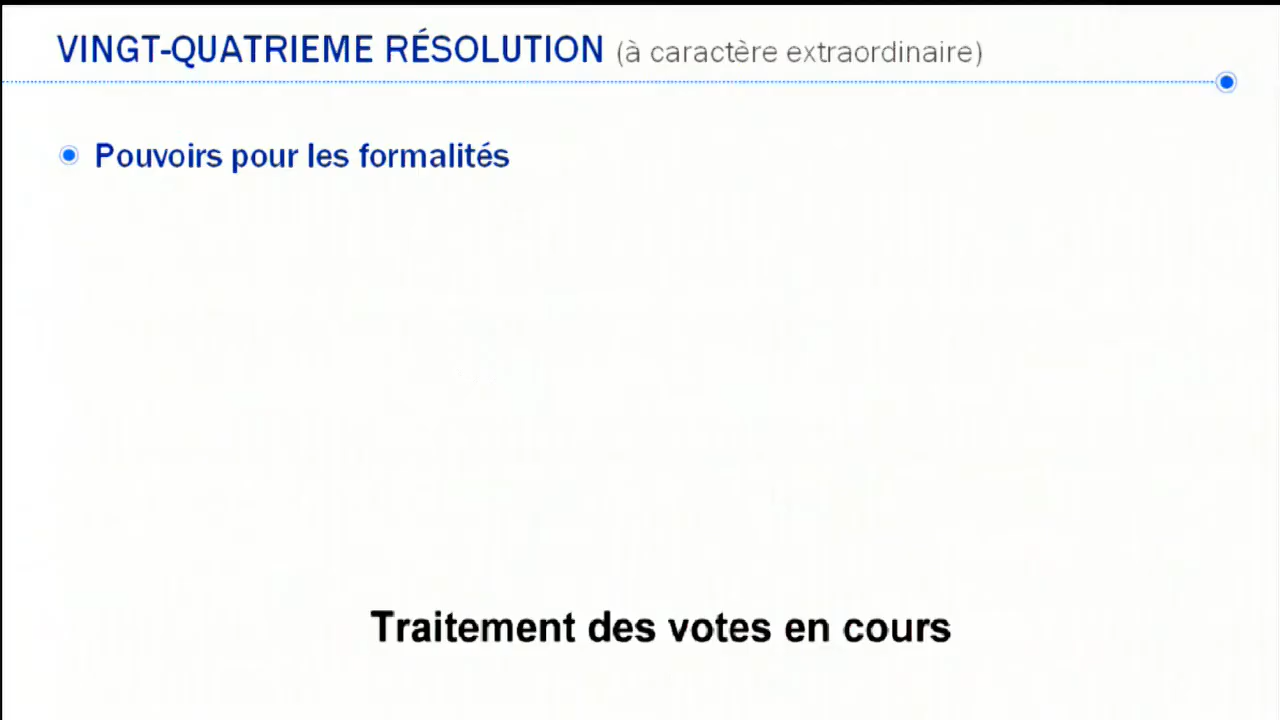 VINGT-QUATRIEME RÉSOLUTION (à caractère extraordinaire)
Pouvoirs pour les formalités
Traitement des votes en cours